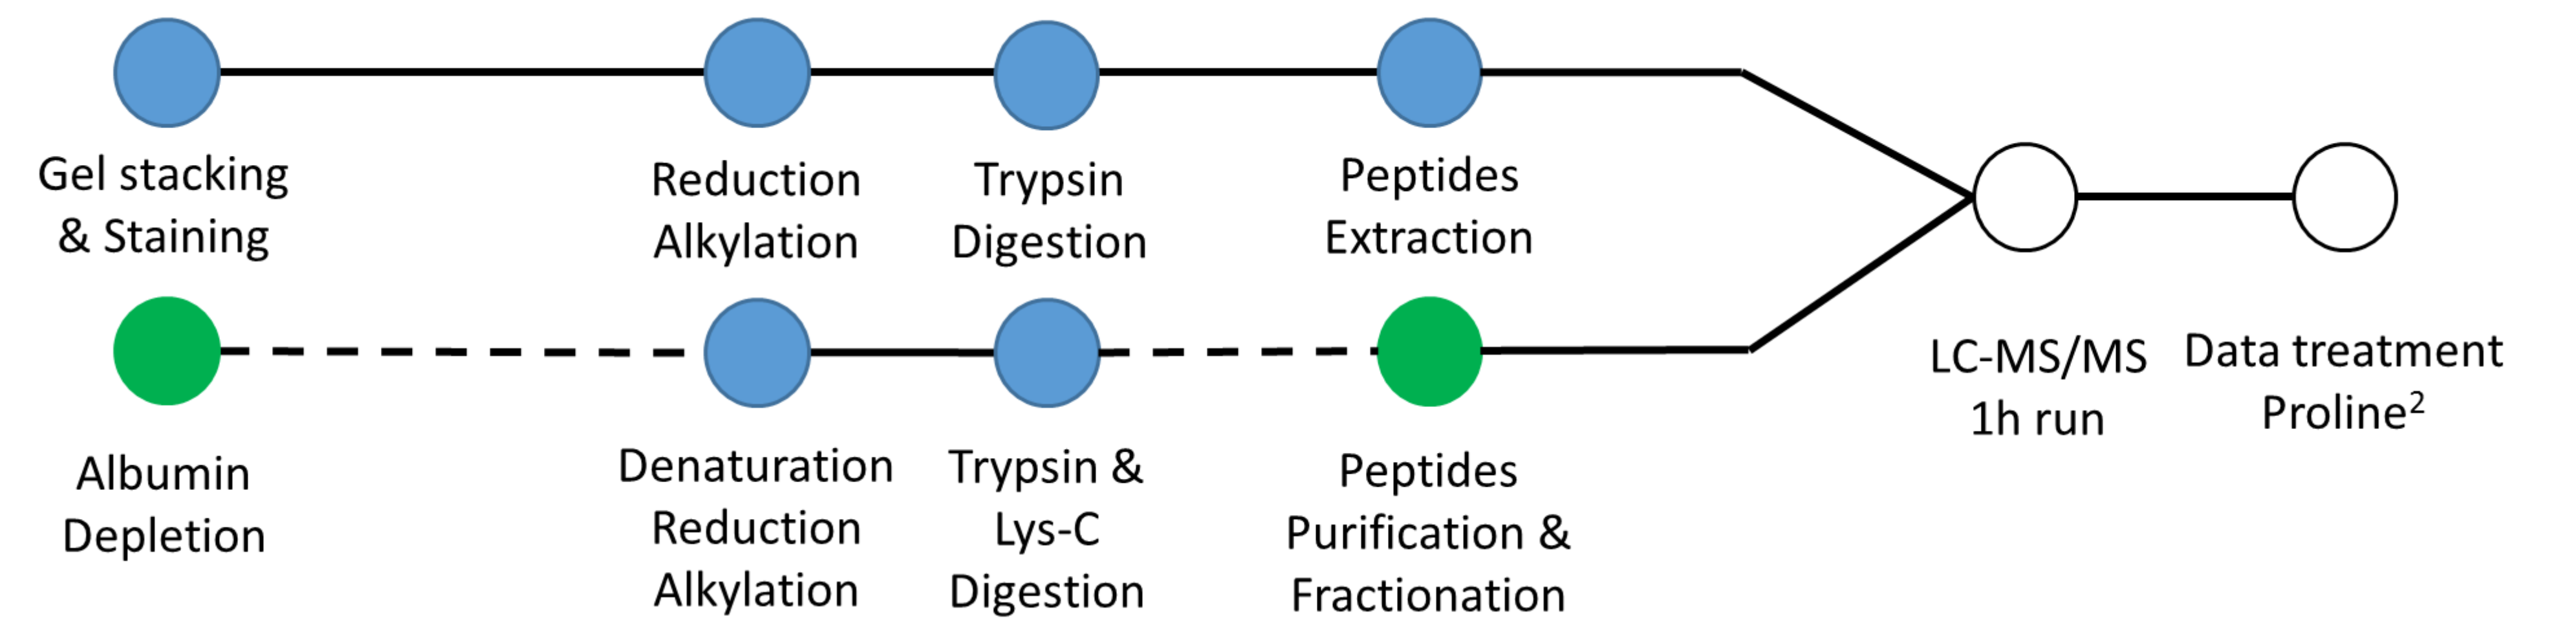 Gel stacking
& Staining
Reduction
Alkylation
Trypsin
Digestion
Peptides
Extraction
Albumin
Depletion
Denaturation
Reduction
Alkylation
Trypsin &
Lys-C
Digestion
Peptides
Purification &
Fractionation
LC-MS/MS
1h run
Data treatment
Proline²